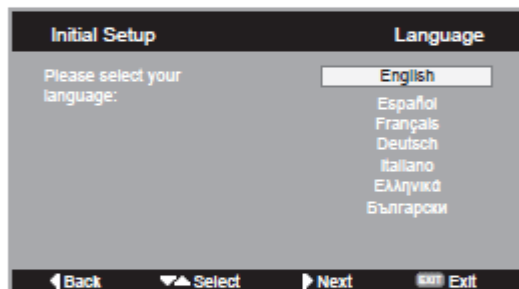 Initial Setup Language
Please select your
language:
English
Español
Français
Deutsch
Italiano
Ελληνικά
Български
Back Select Next EXIT Exit